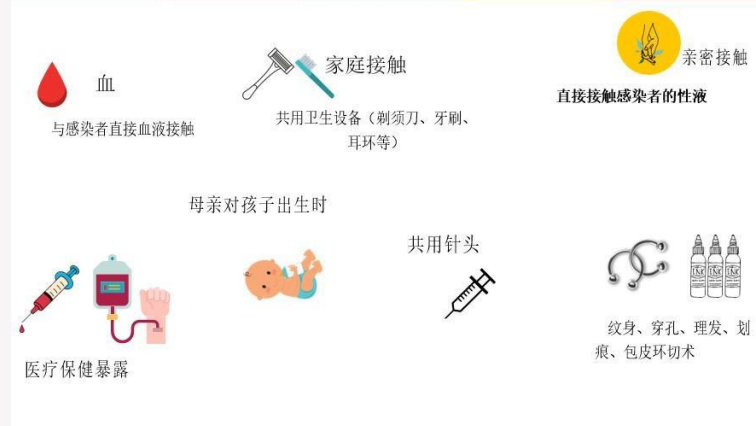 血
与感染者直接血液接触
家庭接触
共用卫生设备（剃须刀、牙刷、
耳环等）
亲密接触
直接接触感染者的性液
母亲对孩子出生时
共用针头
医疗保健暴露
纹身、穿孔、理发、划
痕、包皮环切术